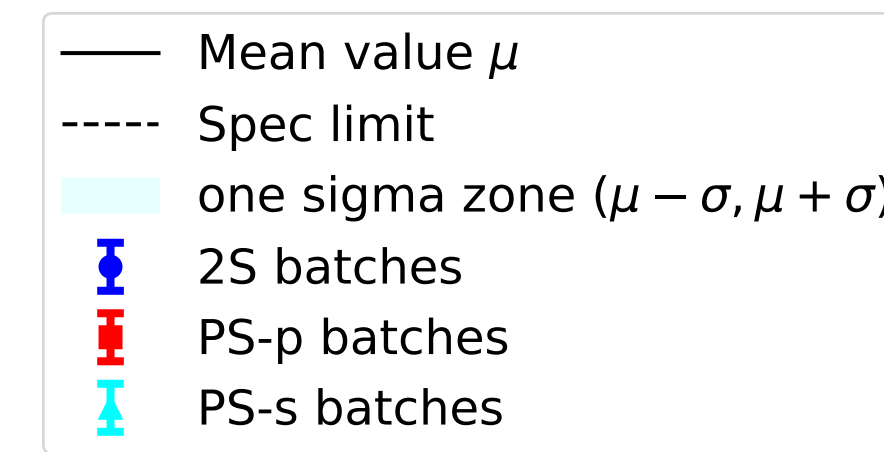 Mean value μ
Spec limit
one sigma zone (μ − σ, μ + σ)
2S batches
PS-p batches
PS-s batches